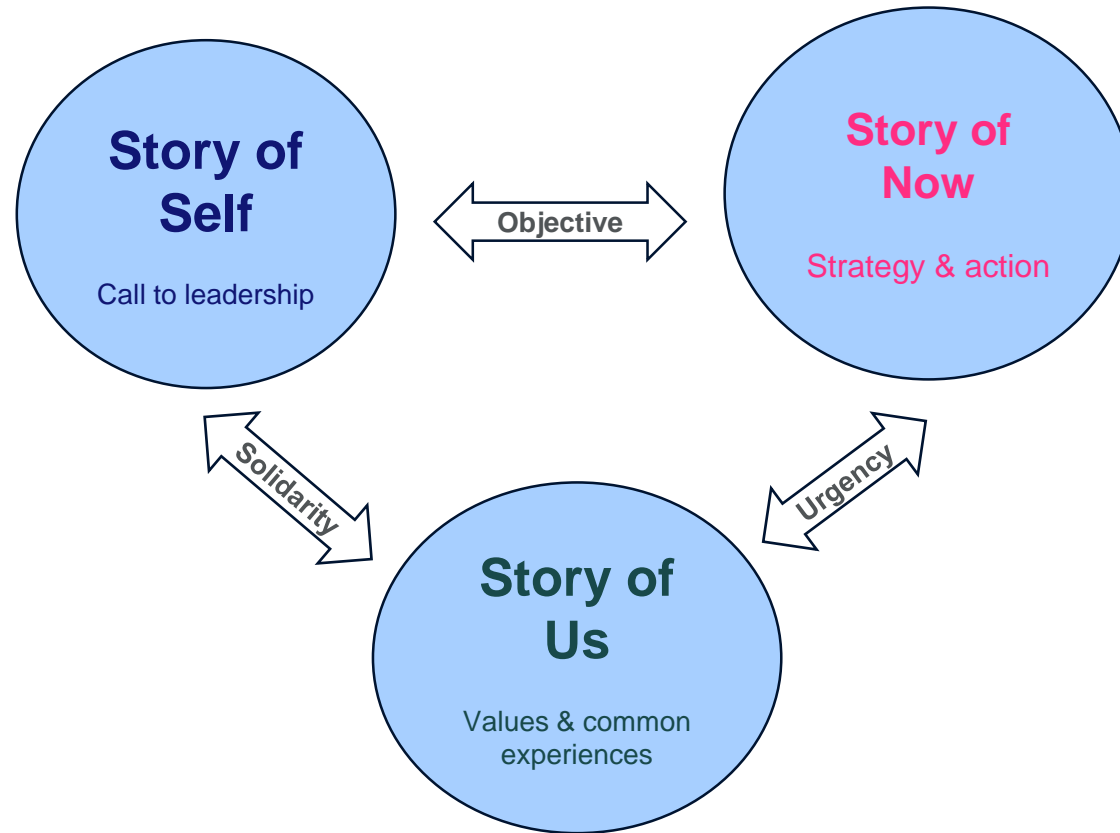 Story of
Self
Call to leadership
Objective
Story of
Now
Strategy & action
Solidarity
Urgency
Story of
Us
Values & common
experiences